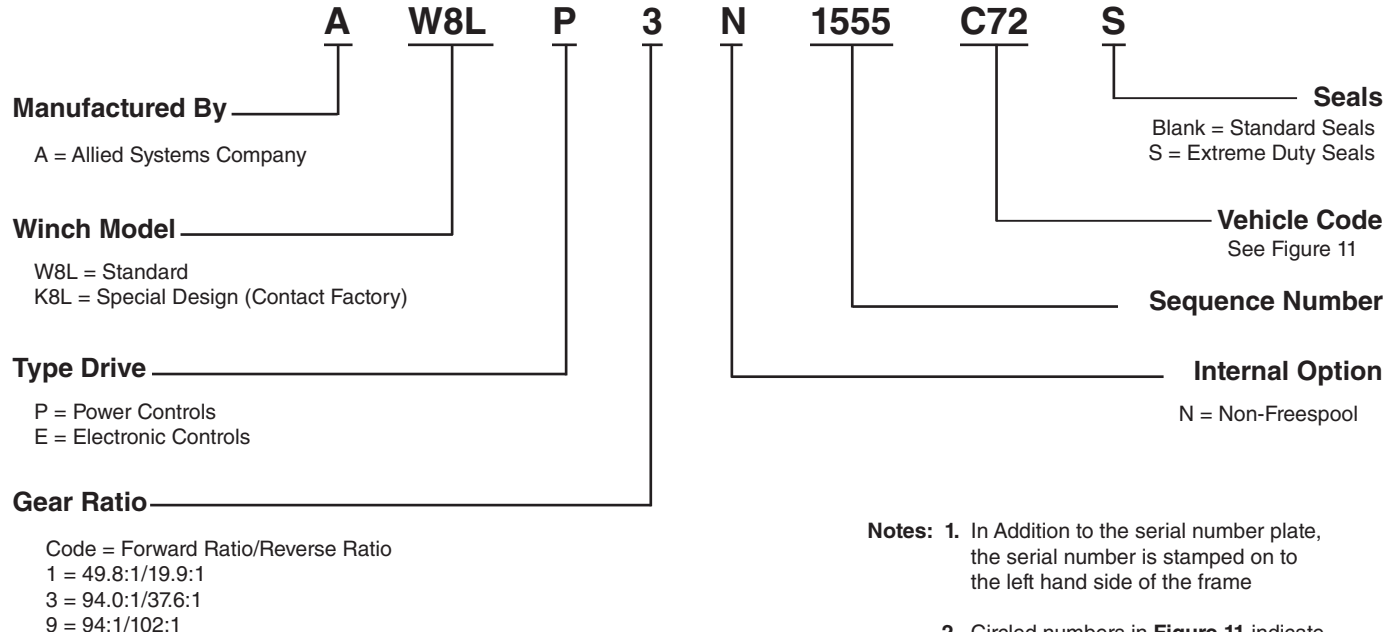 A W8L P 3 N 1555 C72 S
Manufactured By
A = Allied Systems Company
Winch Model
W8L = Standard
K8L = Special Design (Contact Factory)
Type Drive
P = Power Controls
E = Electronic Controls
Gear Ratio
Code = Forward Ratio/Reverse Ratio
1 = 49.8:1/19.9:1
3 = 94.0:1/37.6:1
9 = 94:1/102:1
Seals
Blank = Standard Seals
S = Extreme Duty Seals
Vehicle Code
See Figure 11
Sequence Number
Internal Option
N = Non-Freespool
Notes: 1. In Addition to the serial number plate,
the serial number is stamped on to
the left hand side of the frame
2. Circled numbers in Figure 11 indicate